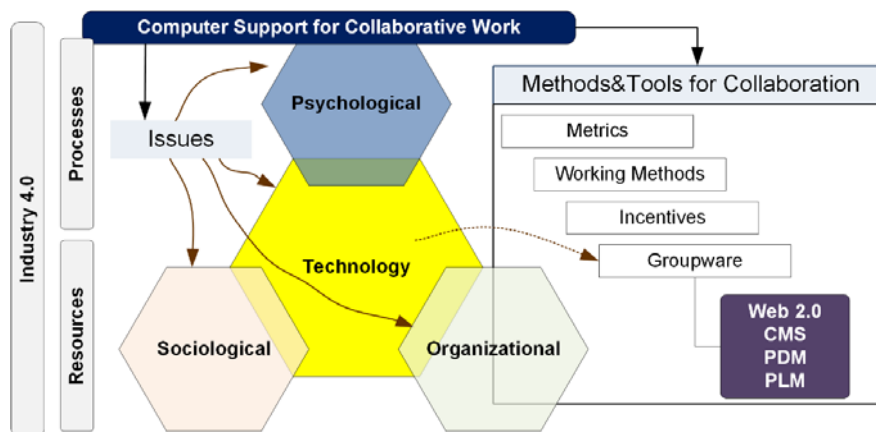 Computer Support for Collaborative Work
Industry 4.0
Processes
Resources
Issues
Psychological
Technology
Sociological
Organizational
Methods&Tools for Collaboration
Metrics
Working Methods
Incentives
Groupware
Web 2.0
CMS
PDM
PLM